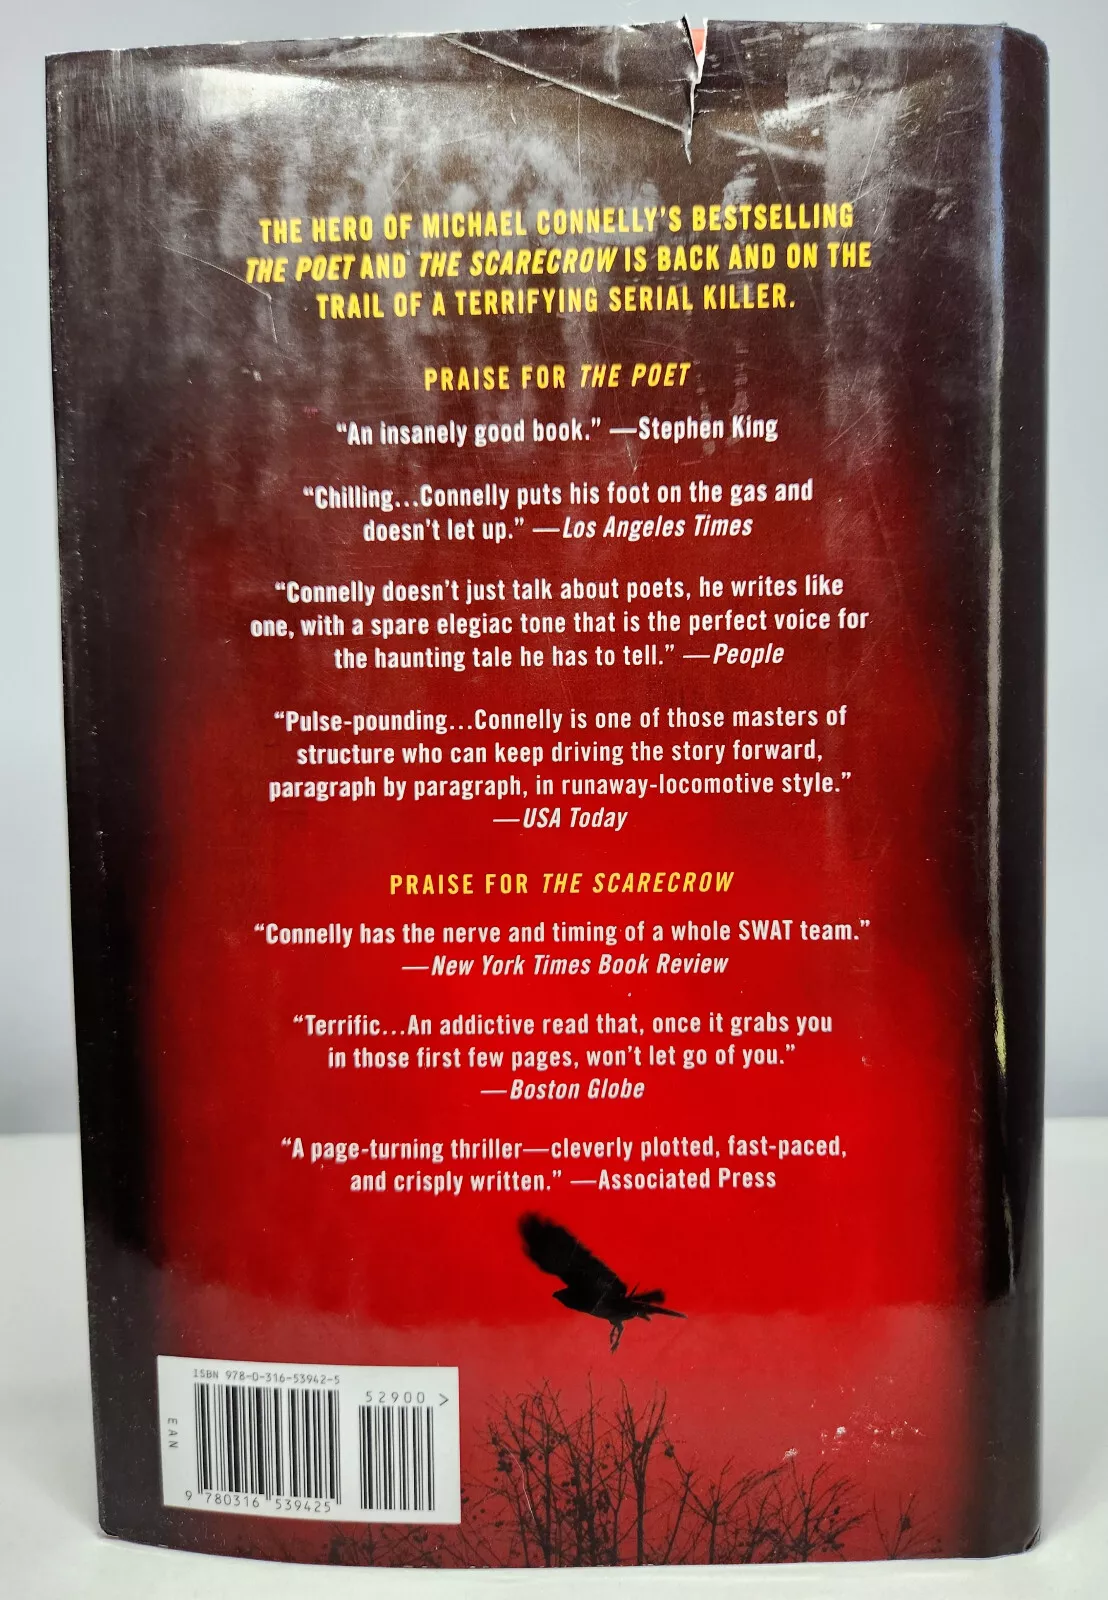 THE HERO OF MICHAEL CONNELLY'S BESTSELLING
THE POET AND THE SCARECROW IS BACK AND ON THE
TRAIL OF A TERRIFYING SERIAL KILLER.
PRAISE FOR THE POET
“An insanely good book.” —Stephen King
“Chilling...Connelly puts his foot on the gas and
doesn't let up.” —Los Angeles Times
“Connelly doesn't just talk about poets, he writes like
one, with a spare elegiac tone that is the perfect voice for
the haunting tale he has to tell.” —People
“Pulse-pounding...Connelly is one of those masters of
structure who can keep driving the story forward,
paragraph by paragraph, in runaway-locomotive style.”
—USA Today
PRAISE FOR THE SCARECROW
“Connelly has the nerve and timing of a whole SWAT team.”
—New York Times Book Review
“Terrific...An addictive read that, once it grabs you
in those first few pages, won't let go of you.”
—Boston Globe
“A page-turning thriller—cleverly plotted, fast-paced,
and crisply written.” —Associated Press
ISBN 978-0-316-53942-5
52900 >
EAN
9 780316 539425